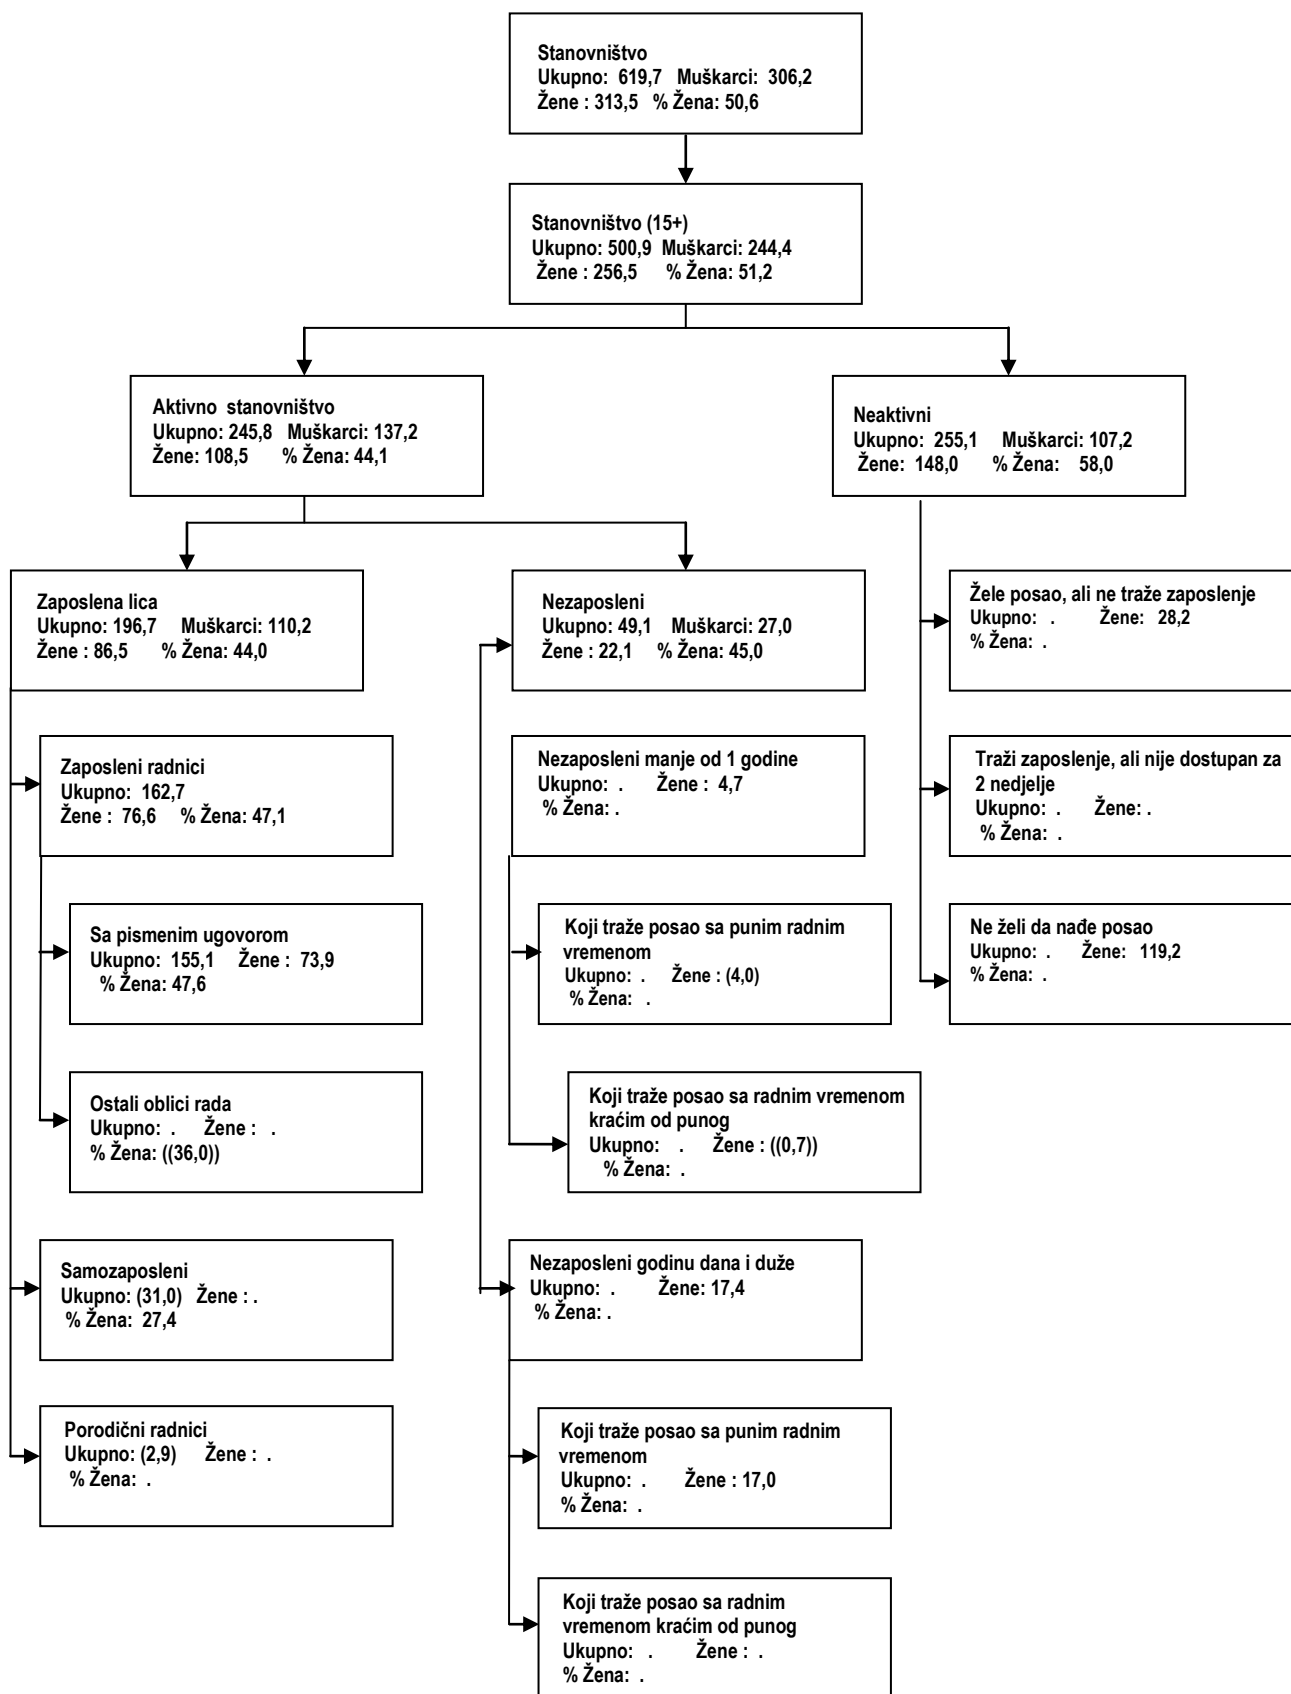 Stanovništvo
Ukupno: 619,7 Muškarci: 306,2
Žene : 313,5 % Žena: 50,6
Stanovništvo (15+)
Ukupno: 500,9 Muškarci: 244,4
Žene : 256,5 % Žena: 51,2
Aktivno stanovništvo
Ukupno: 245,8 Muškarci: 137,2
Žene: 108,5 % Žena: 44,1
Neaktivni
Ukupno: 255,1 Muškarci: 107,2
Žene: 148,0 % Žena: 58,0
Zaposlena lica
Ukupno: 196,7 Muškarci: 110,2
Žene : 86,5 % Žena: 44,0
Nezaposleni
Ukupno: 49,1 Muškarci: 27,0
Žene : 22,1 % Žena: 45,0
Žele posao, ali ne traže zaposlenje
Ukupno: . Žene: 28,2
% Žena: .
Zaposleni radnici
Ukupno: 162,7
Žene : 76,6 % Žena: 47,1
Nezaposleni manje od 1 godine
Ukupno: . Žene : 4,7
% Žena: .
Traži zaposlenje, ali nije dostupan za
2 nedjelje
Ukupno: . Žene: .
% Žena: .
Sa pismenim ugovorom
Ukupno: 155,1 Žene : 73,9
% Žena: 47,6
Koji traže posao sa punim radnim
vremenom
Ukupno: . Žene : (4,0)
% Žena: .
Ne želi da nađe posao
Ukupno: . Žene: 119,2
% Žena: .
Ostali oblici rada
Ukupno: . Žene : .
% Žena: ((36,0))
Koji traže posao sa radnim vremenom
kraćim od punog
Ukupno: . Žene : ((0,7))
% Žena: .
Samozaposleni
Ukupno: (31,0) Žene : .
% Žena: 27,4
Nezaposleni godinu dana i duže
Ukupno: . Žene: 17,4
% Žena: .
Porodični radnici
Ukupno: (2,9) Žene : .
% Žena: .
Koji traže posao sa punim radnim
vremenom
Ukupno: . Žene : 17,0
% Žena: .
Koji traže posao sa radnim
vremenom kraćim od punog
Ukupno: . Žene : .
% Žena: .